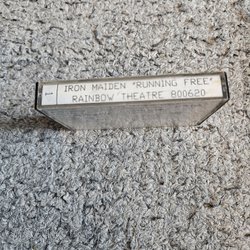 IRON MAIDEN "RUNNING FREE"
RAINBOW THEATRE 800620